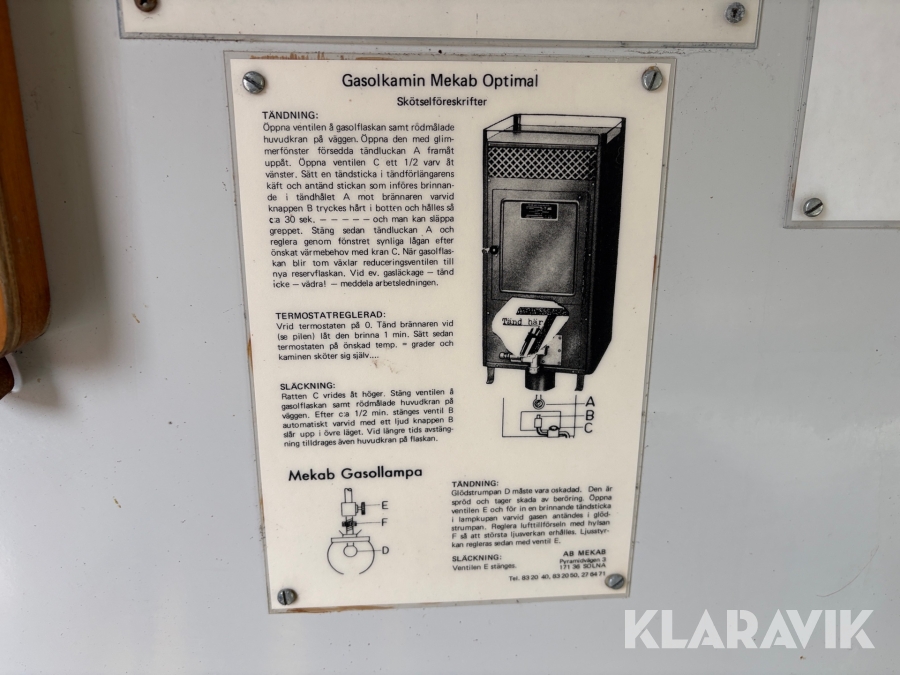 Gasolkamin Mekab Optimal
Skötselföreskrifter
TÄNDNING:
Öppna ventilen å gasolflaskan samt rödmålade
huvudkran på väggen. Öppna den med glim-
merfönster försedda tändluckan A framåt
uppåt. Öppna ventilen C ett 1/2 varv åt
vänster. Sätt en tändsticka i tändförlängarens
käft och antänd stickan som införes brinnan-
de i tändhålet A mot brännaren varvid
knappen B tryckes hårt i botten och hålles så
c:a 30 sek. — — — — — och man kan släppa
greppet. Stäng sedan tändluckan A och
reglera genom fönstret synliga lågan efter
önskat värmebehov med kran C. När gasolflas-
kan blir tom växlar reduceringsventilen till
nya reservflaskan. Vid ev. gasläckage — tänd
icke — vädra! — meddela arbetsledningen.
TERMOSTATREGLERAD:
Vrid termostaten på 0. Tänd brännaren vid
(se pilen) låt den brinna 1 min. Sätt sedan
termostaten på önskad temp. = grader och
kaminen sköter sig själv....
SLÄCKNING:
Ratten C vrides åt höger. Stäng ventilen å
gasolflaskan samt rödmålade huvudkran på
väggen. Efter c:a 1/2 min. stänges ventil B
automatiskt varvid med ett ljud knappen B
slår upp i övre läget. Vid längre tids avstäng-
ning tilldrages även huvudkran på flaskan.
Tänd här
A
B
C
Mekab Gasollampa
E
F
D
TÄNDNING:
Glödstrumpan D måste vara oskadad. Den är
spröd och tager skada av beröring. Öppna
ventilen E och för in en brinnande tändsticka
i lampkupan varvid gasen antändes i glöd-
strumpan. Reglera lufttillförseln med hylsan
F så att största ljusverkan erhålles. Ljusstyr-
kan regleras sedan med ventil E.
SLÄCKNING:
Ventilen E stänges.
AB MEKAB
Pyramidvägen 3
171 36 SOLNA
Tel. 83 20 40, 83 20 50, 27 84 71
KLARAVIK